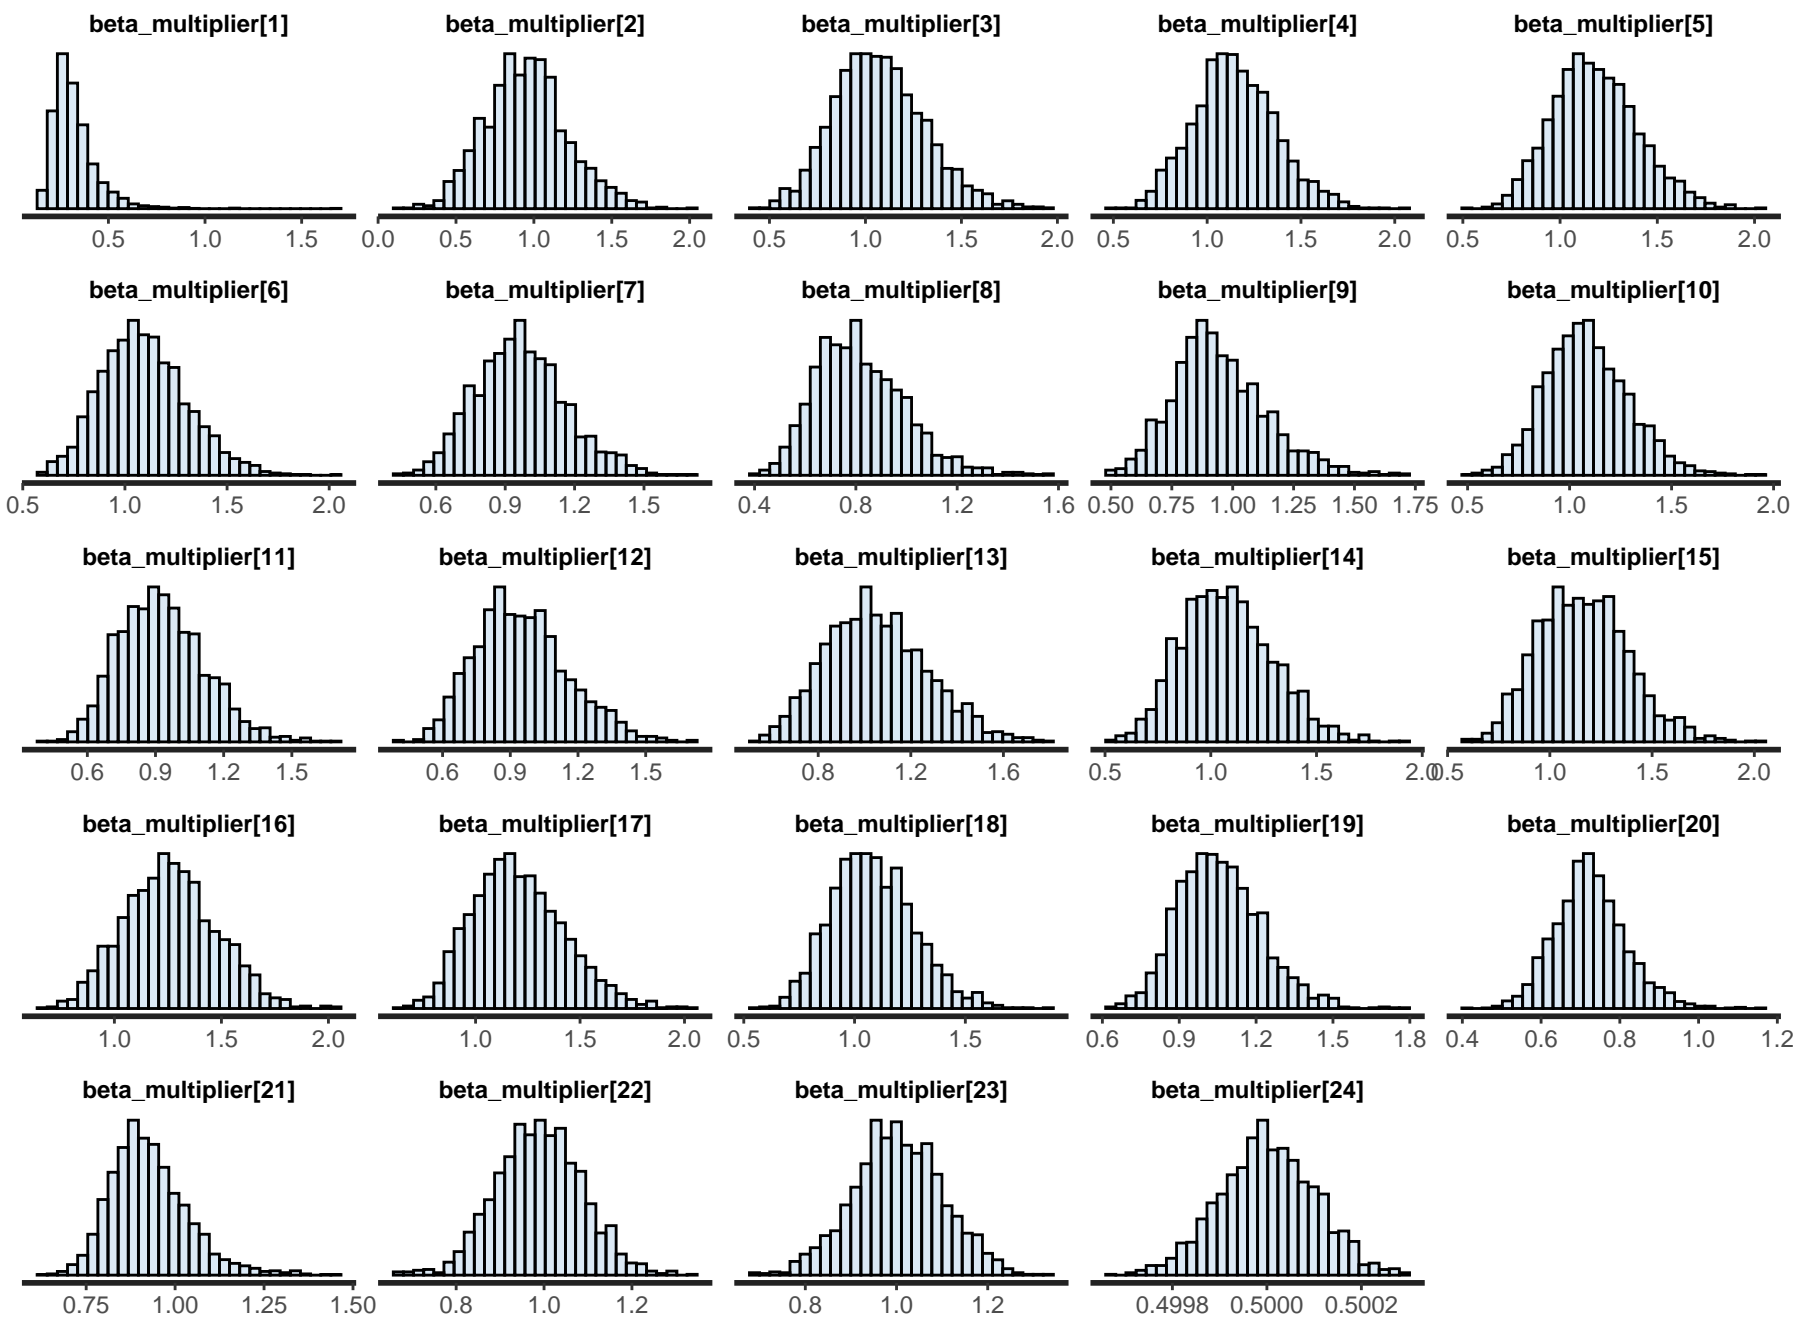 beta_multiplier[1] beta_multiplier[2] beta_multiplier[3] beta_multiplier[4] beta_multiplier[5]
0.5 1.0 1.5 0.0 0.5 1.0 1.5 2.0 0.5 1.0 1.5 2.0 0.5 1.0 1.5 2.0 0.5 1.0 1.5 2.0
beta_multiplier[6] beta_multiplier[7] beta_multiplier[8] beta_multiplier[9] beta_multiplier[10]
0.5 1.0 1.5 2.0 0.6 0.9 1.2 1.5 0.4 0.8 1.2 1.6 0.50 0.75 1.00 1.25 1.50 1.75 0.5 1.0 1.5 2.0
beta_multiplier[11] beta_multiplier[12] beta_multiplier[13] beta_multiplier[14] beta_multiplier[15]
0.6 0.9 1.2 1.5 0.6 0.9 1.2 1.5 0.8 1.2 1.6 0.5 1.0 1.5 2.0 0.5 1.0 1.5 2.0
beta_multiplier[16] beta_multiplier[17] beta_multiplier[18] beta_multiplier[19] beta_multiplier[20]
1.0 1.5 2.0 1.0 1.5 2.0 0.5 1.0 1.5 0.6 0.9 1.2 1.5 1.8 0.4 0.6 0.8 1.0 1.2
beta_multiplier[21] beta_multiplier[22] beta_multiplier[23] beta_multiplier[24]
0.75 1.00 1.25 1.50 0.8 1.0 1.2 0.8 1.0 1.2 0.4998 0.5000 0.5002